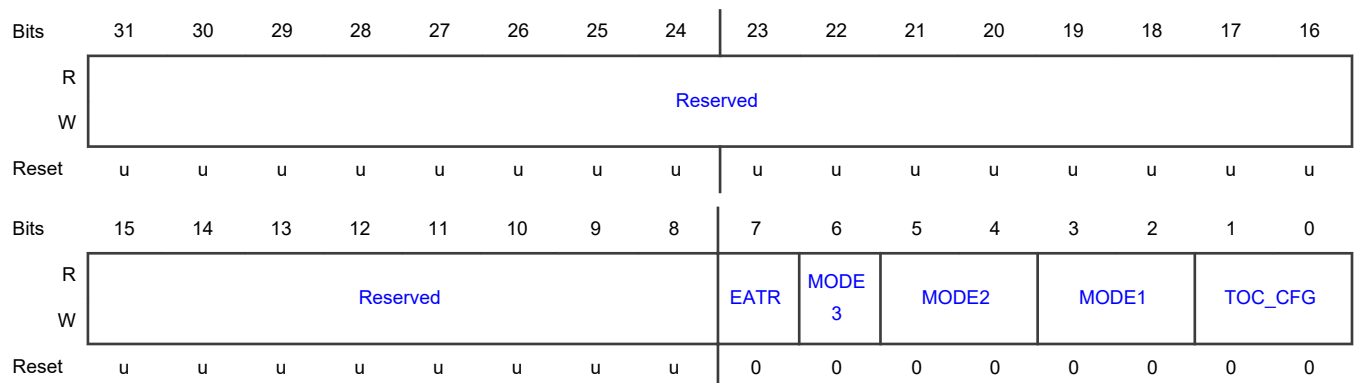 Bits 31 30 29 28 27 26 25 24 23 22 21 20 19 18 17 16
R
Reserved
W
Reset u u u u u u u u u u u u u u u u
Bits 15 14 13 12 11 10 9 8 7 6 5 4 3 2 1 0
R
Reserved EATR MODE 3 MODE2 MODE1 TOC_CFG
W
Reset u u u u u u u u 0 0 0 0 0 0 0 0